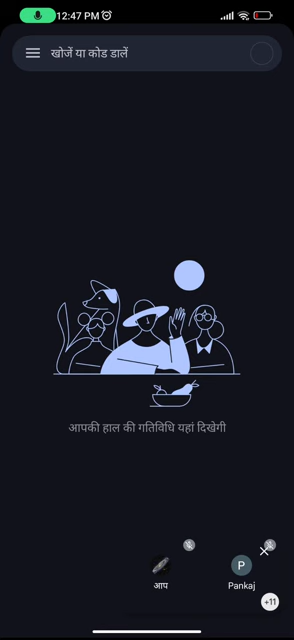 12:47 PM
खोजें या कोड डालें
आपकी हाल की गतिविधि यहां दिखेगी
P
आप
Pankaj
+11